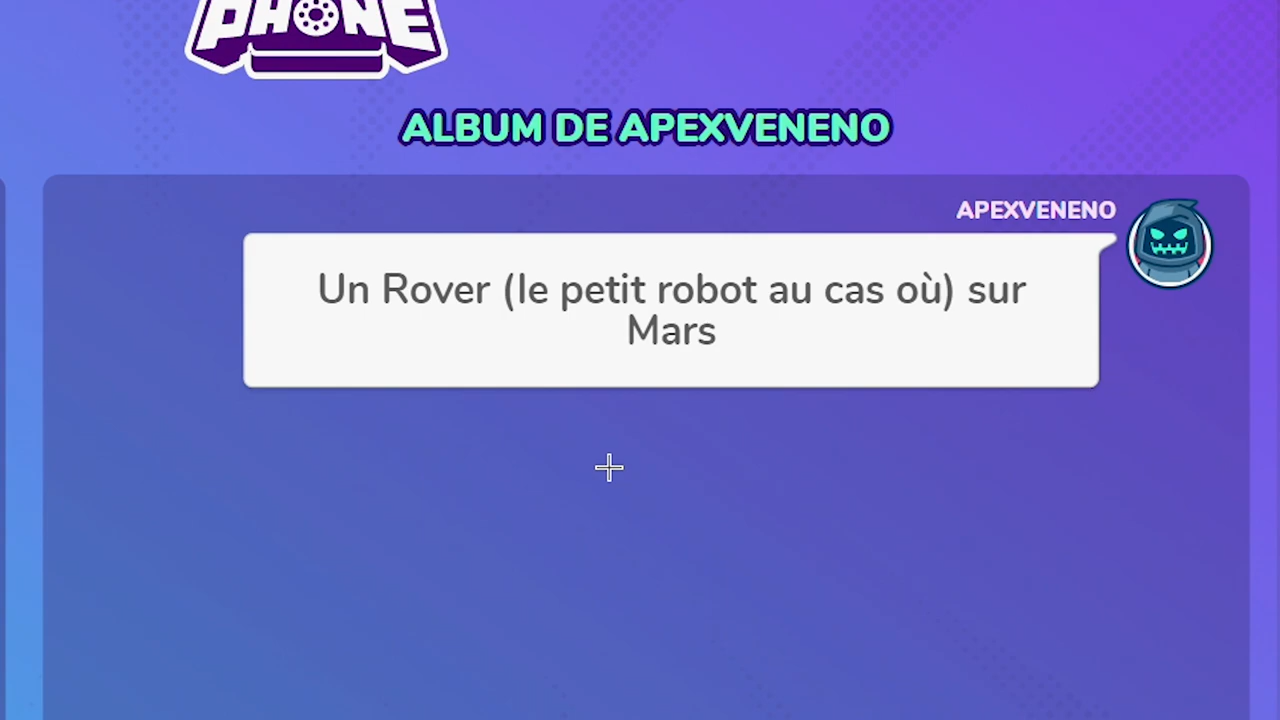 PHONE
ALBUM DE APEXVENENO
APEXVENENO
Un Rover (le petit robot au cas où) sur
Mars